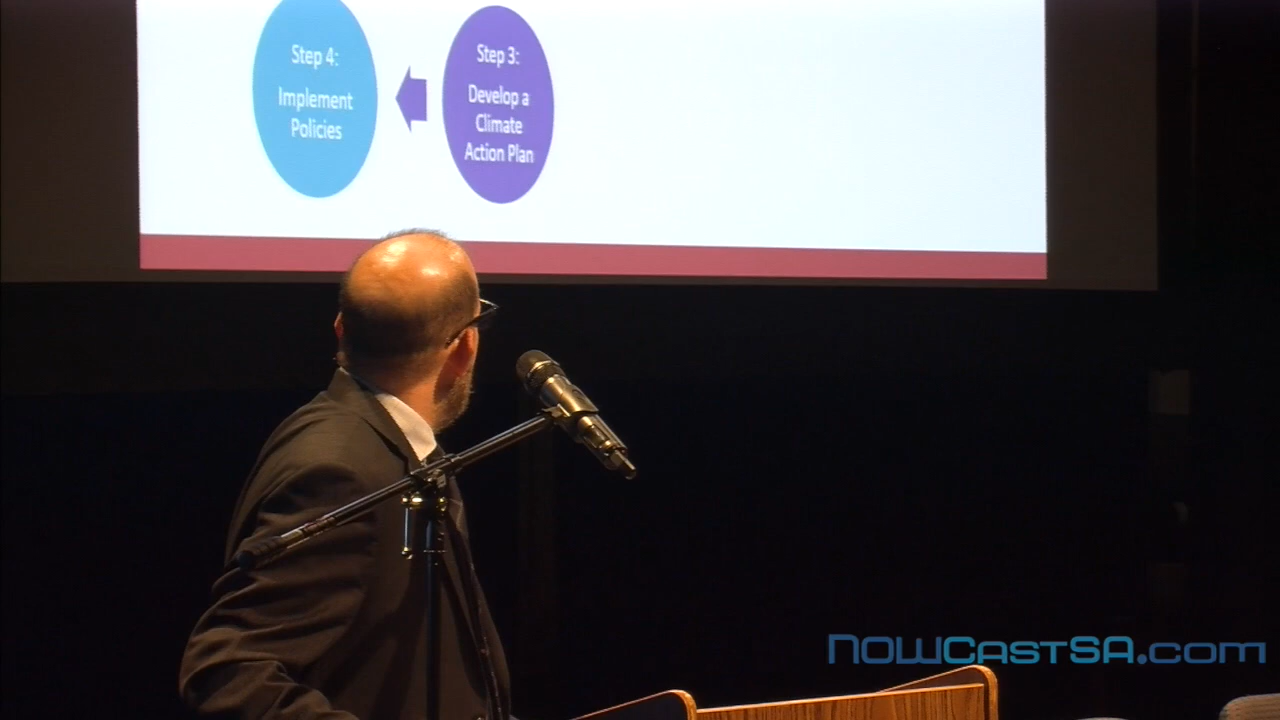 Step 4:
Implement
Policies
Step 3:
Develop a
Climate
Action Plan
NOWCastSA.com